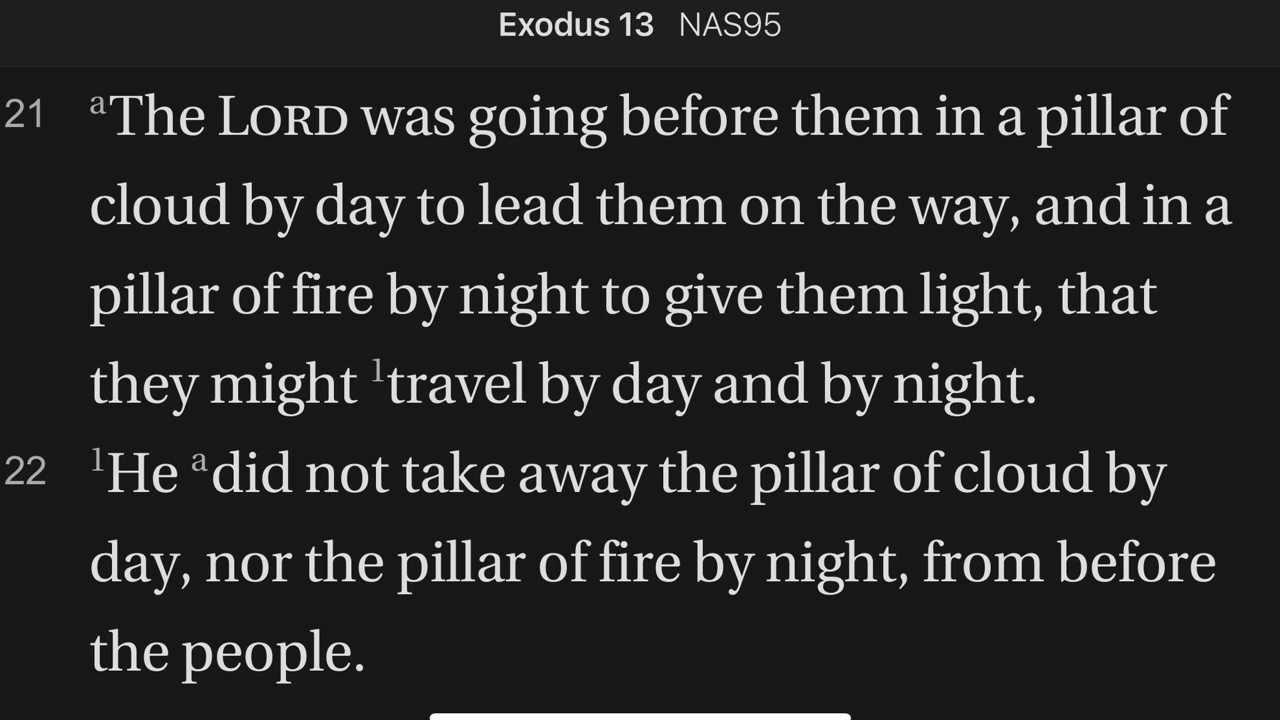 Exodus 13 NAS95
21 aThe LORD was going before them in a pillar of
cloud by day to lead them on the way, and in a
pillar of fire by night to give them light, that
they might 1travel by day and by night.
22 1He adid not take away the pillar of cloud by
day, nor the pillar of fire by night, from before
the people.